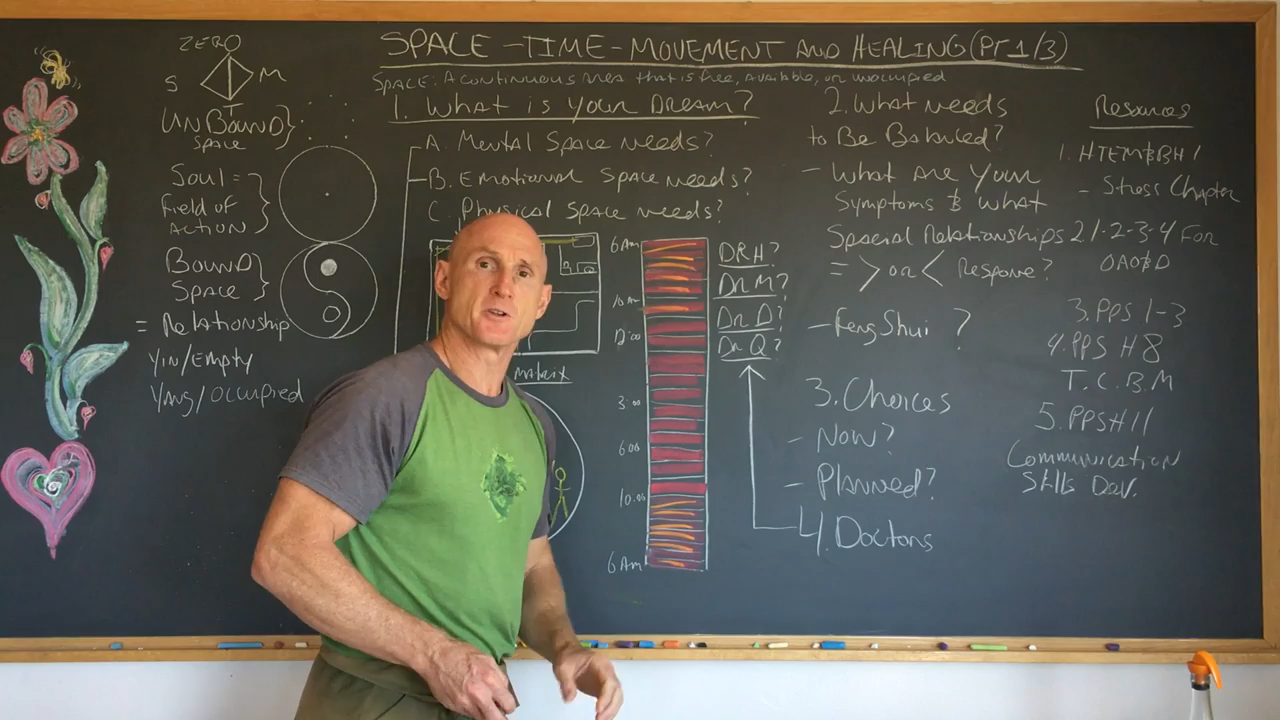 SPACE - TIME - MOVEMENT AND HEALING (PT 1/3)
SPACE: A continuous area that is free, available, or unoccupied
ZERO
S
M
T
UNBOUND
SPACE
Soul =
Field of
ACTION
BOUND
SPACE
= Relationship
Yin/Empty
Yang/Occupied
1. What is Your Dream?
A. Mental Space needs?
B. Emotional Space needs?
C. Physical Space needs?
MATRIX
6 Am
10 Am
12:00
3:00
6:00
10:00
6 Am
DR H?
Dr M?
Dr D?
Dr Q?
2. What needs
to Be Balanced?
- What Are Your
Symptoms & what
Spacial Relationships
= > or < Response?
- Feng Shui ?
3. Choices
- Now?
- Planned?
4. Doctors
Resources
1. HTEM&BH!
- Stress Chapter
2. 1-2-3-4 For
OAO&D
3. PPS 1-3
4. PPS H8
T.C.B.M
5. PPS H11
Communication
Skills Dev.